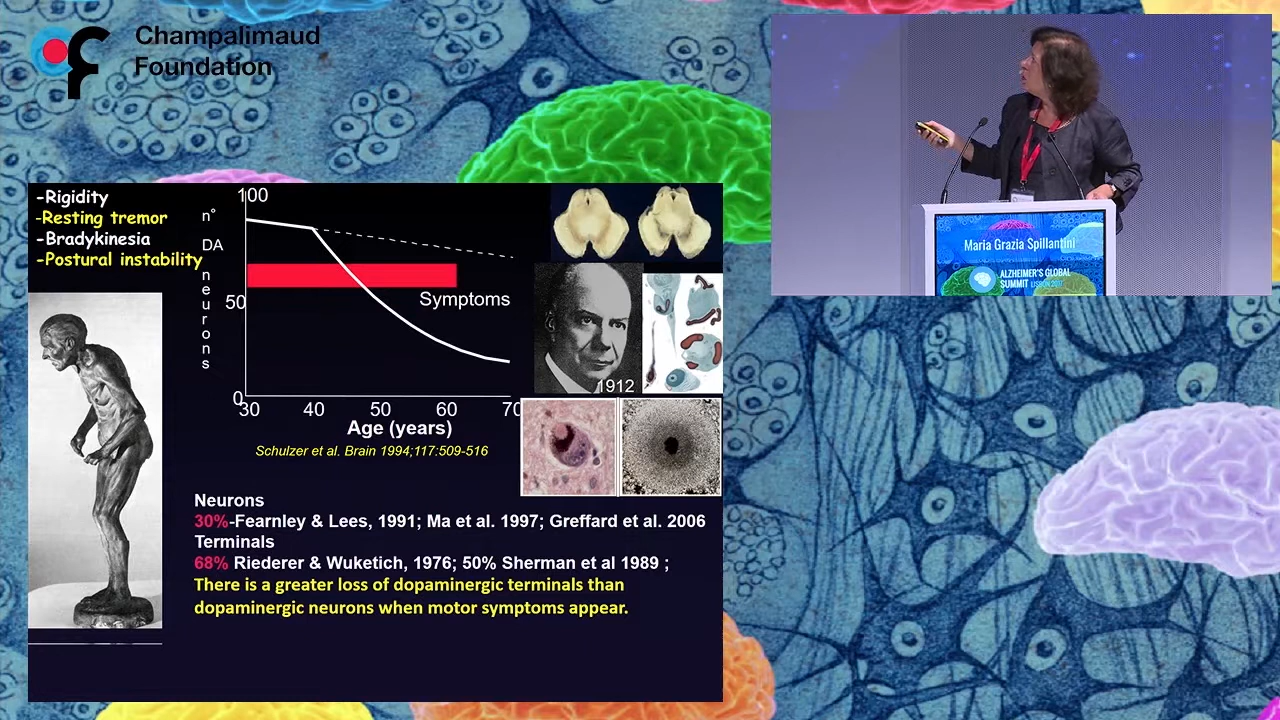 Champalimaud
Foundation
-Rigidity
-Resting tremor
-Bradykinesia
-Postural instability
n°
DA
n
e
u
r
o
n
s
100
50
0
Symptoms
30 40 50 60 70
Age (years)
Schulzer et al. Brain 1994;117:509-516
1912
Neurons
30%-Fearnley & Lees, 1991; Ma et al. 1997; Greffard et al. 2006
Terminals
68% Riederer & Wuketich, 1976; 50% Sherman et al 1989 ;
There is a greater loss of dopaminergic terminals than
dopaminergic neurons when motor symptoms appear.
Maria Grazia Spillantini
ALZHEIMER'S GLOBAL
SUMMIT LISBON 2017